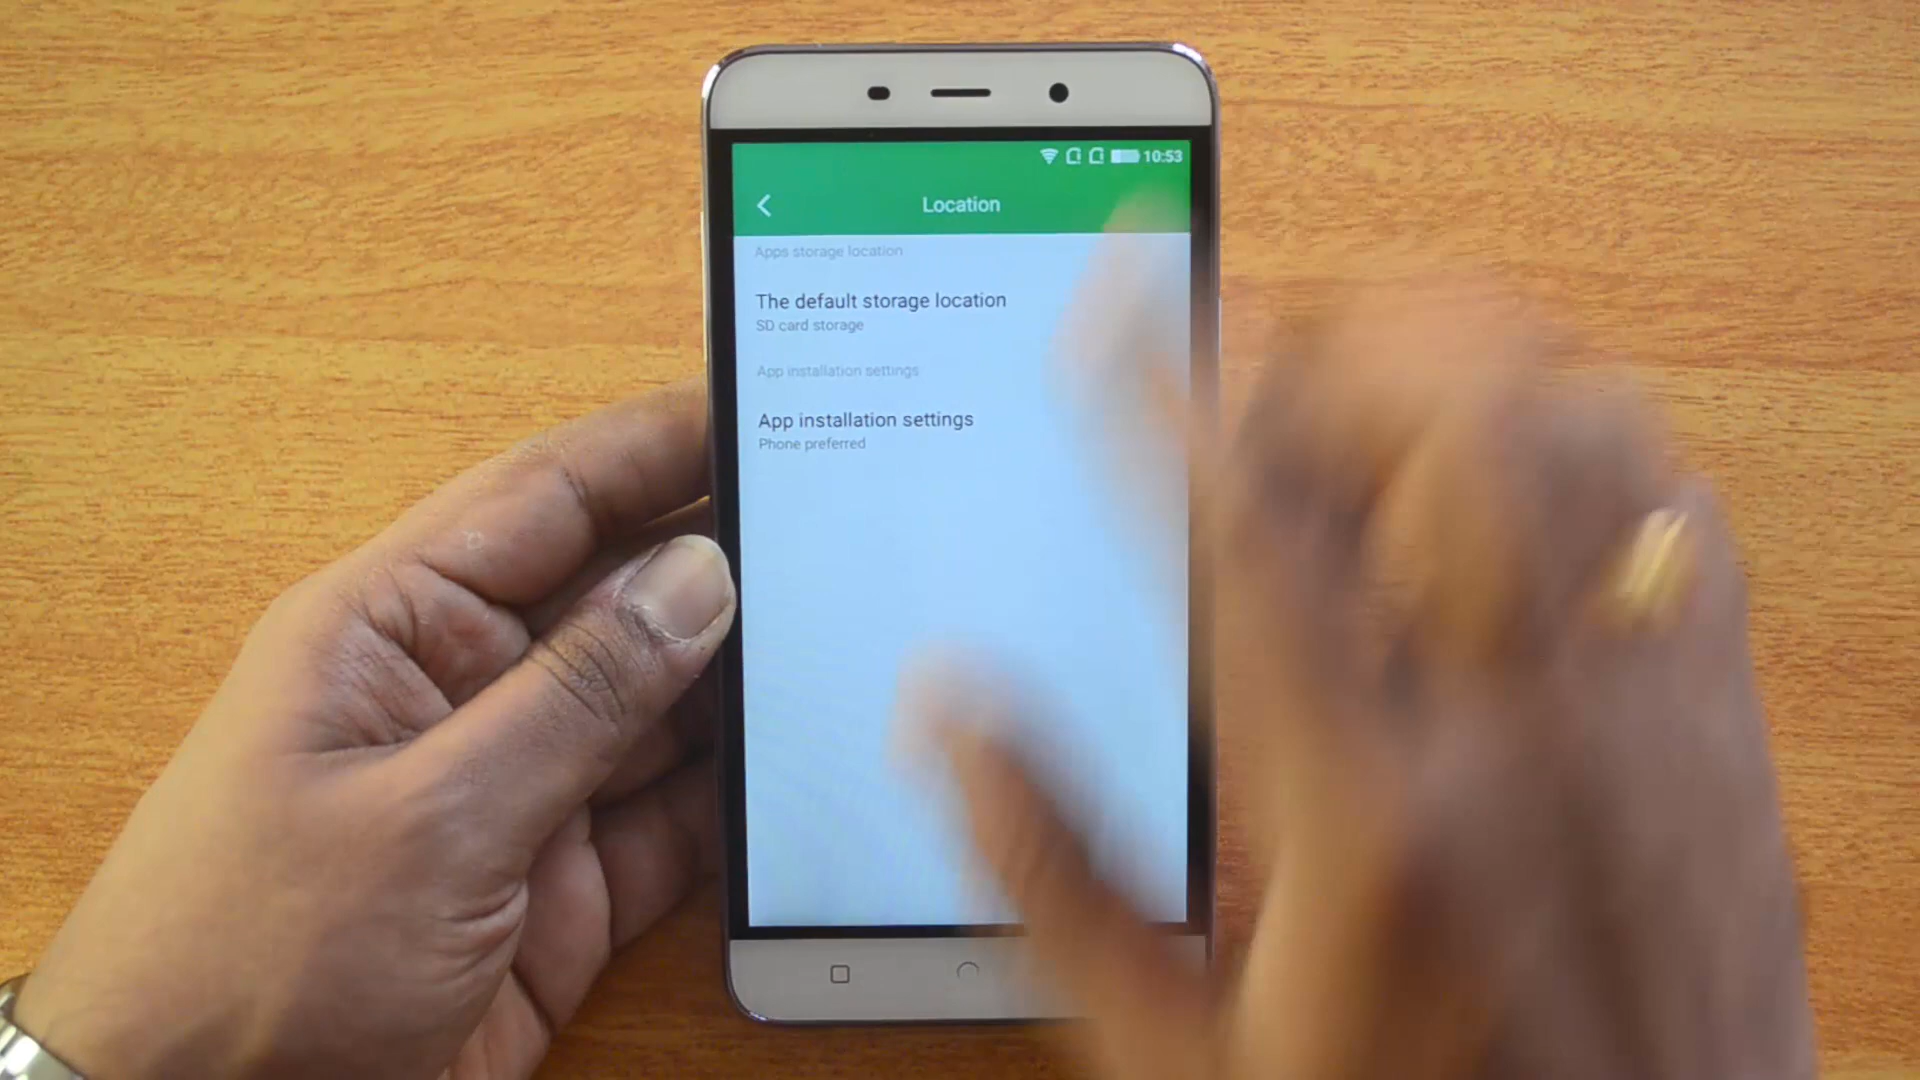 10:53
Location
Apps storage location
The default storage location
SD card storage
App installation settings
App installation settings
Phone preferred